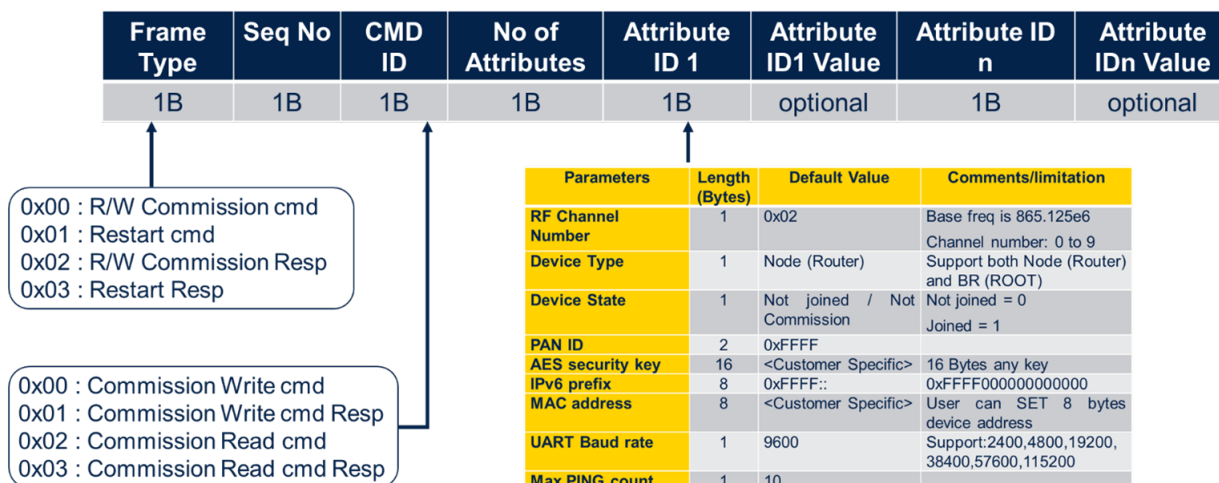 Frame Type Seq No CMD ID No of Attributes Attribute ID 1 Attribute ID1 Value Attribute ID n Attribute IDn Value
1B 1B 1B 1B 1B optional 1B optional
0x00 : R/W Commission cmd
0x01 : Restart cmd
0x02 : R/W Commission Resp
0x03 : Restart Resp
0x00 : Commission Write cmd
0x01 : Commission Write cmd Resp
0x02 : Commission Read cmd
0x03 : Commission Read cmd Resp
Parameters Length (Bytes) Default Value Comments/limitation
RF Channel Number 1 0x02 Base freq is 865.125e6
Channel number: 0 to 9
Device Type 1 Node (Router) Support both Node (Router) and BR (ROOT)
Device State 1 Not joined / Not Commission Not joined = 0
Joined = 1
PAN ID 2 0xFFFF
AES security key 16 <Customer Specific> 16 Bytes any key
IPv6 prefix 8 0xFFFF:: 0xFFFF000000000000
MAC address 8 <Customer Specific> User can SET 8 bytes device address
UART Baud rate 1 9600 Support:2400,4800,19200, 38400,57600,115200
Max PING count 1 10